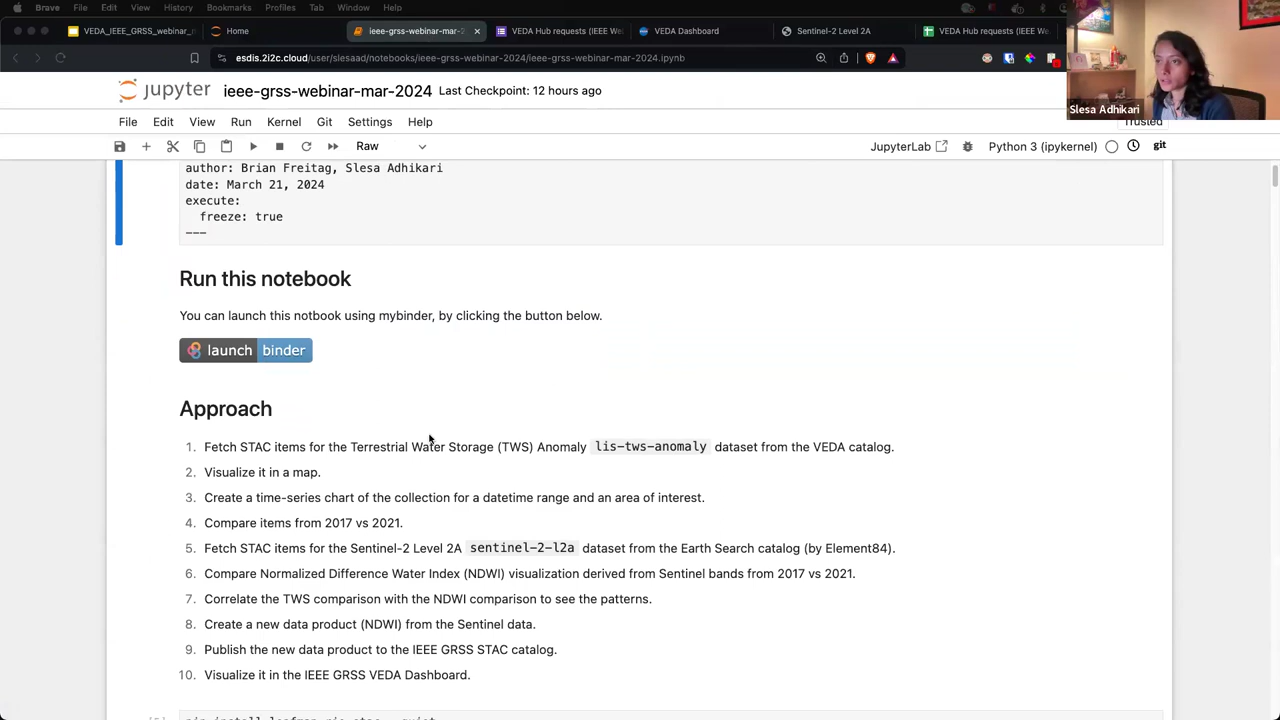 Brave File Edit View History Bookmarks Profiles Tab Window Help
VEDA_IEEE_GRSS_webinar_
Home
ieee-grss-webinar-mar-2
VEDA Hub requests (IEEE We
VEDA Dashboard
Sentinel-2 Level 2A
VEDA Hub requests (IEEE We
esdis.2i2c.cloud/user/slesaad/notebooks/ieee-grss-webinar-2024/ieee-grss-webinar-mar-2024.ipynb
jupyter ieee-grss-webinar-mar-2024 Last Checkpoint: 12 hours ago
Slesa Adhikari
Trusted
File Edit View Run Kernel Git Settings Help
Raw
JupyterLab
Python 3 (ipykernel)
git
author: Brian Freitag, Slesa Adhikari
date: March 21, 2024
execute:
freeze: true
---
Run this notebook
You can launch this notbook using mybinder, by clicking the button below.
launch binder
Approach
1. Fetch STAC items for the Terrestrial Water Storage (TWS) Anomaly lis-tws-anomaly dataset from the VEDA catalog.
2. Visualize it in a map.
3. Create a time-series chart of the collection for a datetime range and an area of interest.
4. Compare items from 2017 vs 2021.
5. Fetch STAC items for the Sentinel-2 Level 2A sentinel-2-l2a dataset from the Earth Search catalog (by Element84).
6. Compare Normalized Difference Water Index (NDWI) visualization derived from Sentinel bands from 2017 vs 2021.
7. Correlate the TWS comparison with the NDWI comparison to see the patterns.
8. Create a new data product (NDWI) from the Sentinel data.
9. Publish the new data product to the IEEE GRSS STAC catalog.
10. Visualize it in the IEEE GRSS VEDA Dashboard.